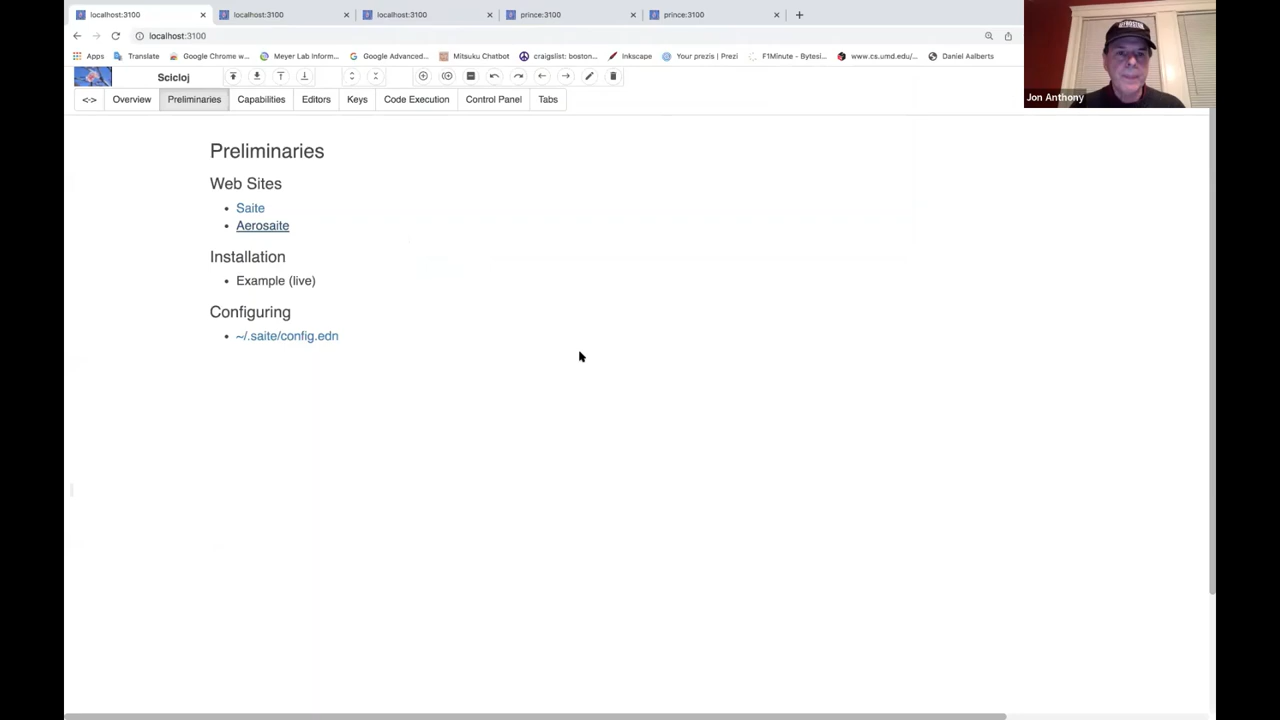 localhost:3100 localhost:3100 localhost:3100 prince:3100 prince:3100
localhost:3100
Apps Translate Google Chrome w... Meyer Lab Inform... Google Advanced... Mitsuku Chatbot craigslist: boston... Inkscape Your prezis | Prezi F1Minute - Bytesi... www.cs.umd.edu/... Daniel Aalberts
Scicloj
<-> Overview Preliminaries Capabilities Editors Keys Code Execution Control Panel Tabs
Jon Anthony
Preliminaries
Web Sites
• Saite
• Aerosaite
Installation
• Example (live)
Configuring
• ~/.saite/config.edn